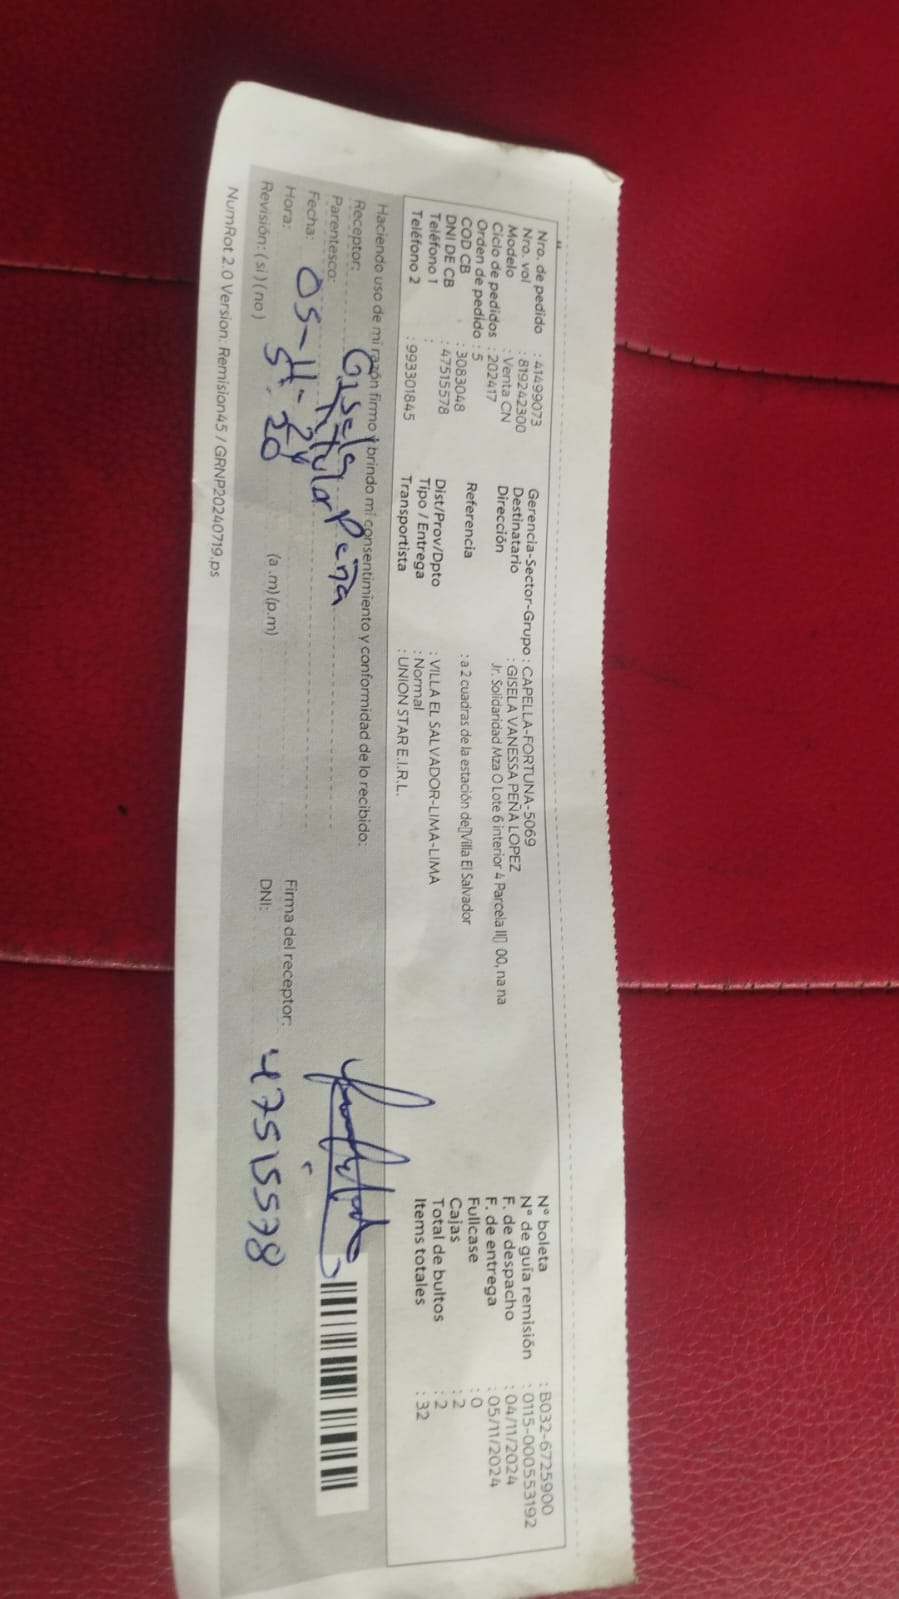 Nro. de pedido : 41499073
Nro. vol : 819242300
Modelo : Venta CN
Ciclo de pedidos : 202417
Orden de pedido : 5
COD CB : 3083048
DNI DE CB : 47515578
Teléfono 1 :
Teléfono 2 : 993301845
Gerencia-Sector-Grupo : CAPELLA-FORTUNA-5069
Destinatario : GISELA VANESSA PEÑA LOPEZ
Dirección Jr. Solidaridad Mza O Lote 6 interior 4 Parcela II 00, na na
Referencia : a 2 cuadras de la estación de Villa El Salvador
Dist/Prov/Dpto : VILLA EL SALVADOR-LIMA-LIMA
Tipo / Entrega : Normal
Transportista : UNION STAR E.I.R.L.
N° boleta : B032-6725900
N° de guía remisión : 0115-000553192
F. de despacho : 04/11/2024
F. de entrega : 05/11/2024
Fullcase : 0
Cajas : 2
Total de bultos : 2
Items totales : 32
Haciendo uso de mi razón firmo y brindo mi consentimiento y conformidad de lo recibido:
Receptor: Gisela Peña
Parentesco: Titular
Fecha: 05-11-24
Hora: 5:20 (a .m) (p.m)
Revisión: ( si ) ( no )
Firma del receptor:
DNI: 47515578
NumRot 2.0 Version: Remision45 / GRNP20240719.ps